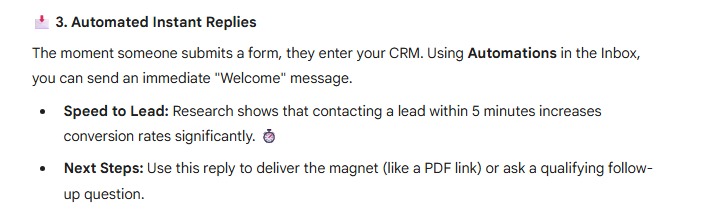 📩 3. Automated Instant Replies
The moment someone submits a form, they enter your CRM. Using Automations in the Inbox,
you can send an immediate "Welcome" message.
• Speed to Lead: Research shows that contacting a lead within 5 minutes increases
conversion rates significantly. ⏱️
• Next Steps: Use this reply to deliver the magnet (like a PDF link) or ask a qualifying follow-
up question.